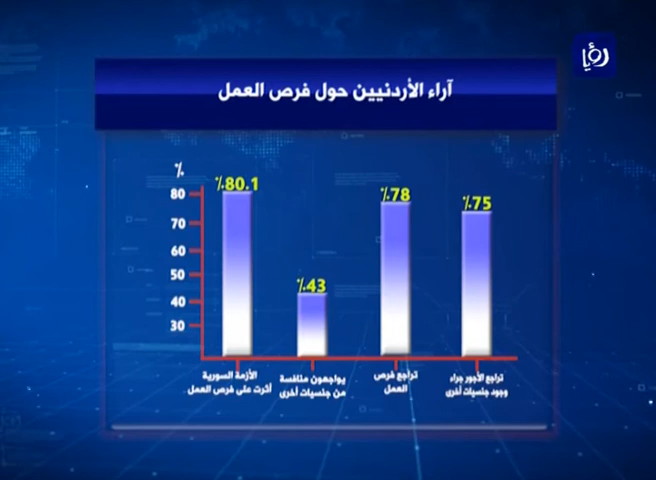 رؤيا
آراء الأردنيين حول فرص العمل
٪
80
70
60
50
40
30
٪80.1
٪43
٪78
٪75
الأزمة السورية
أثرت على فرص العمل
يواجهون منافسة
من جنسيات أخرى
تراجع فرص
العمل
تراجع الأجور جراء
وجود جنسيات أخرى